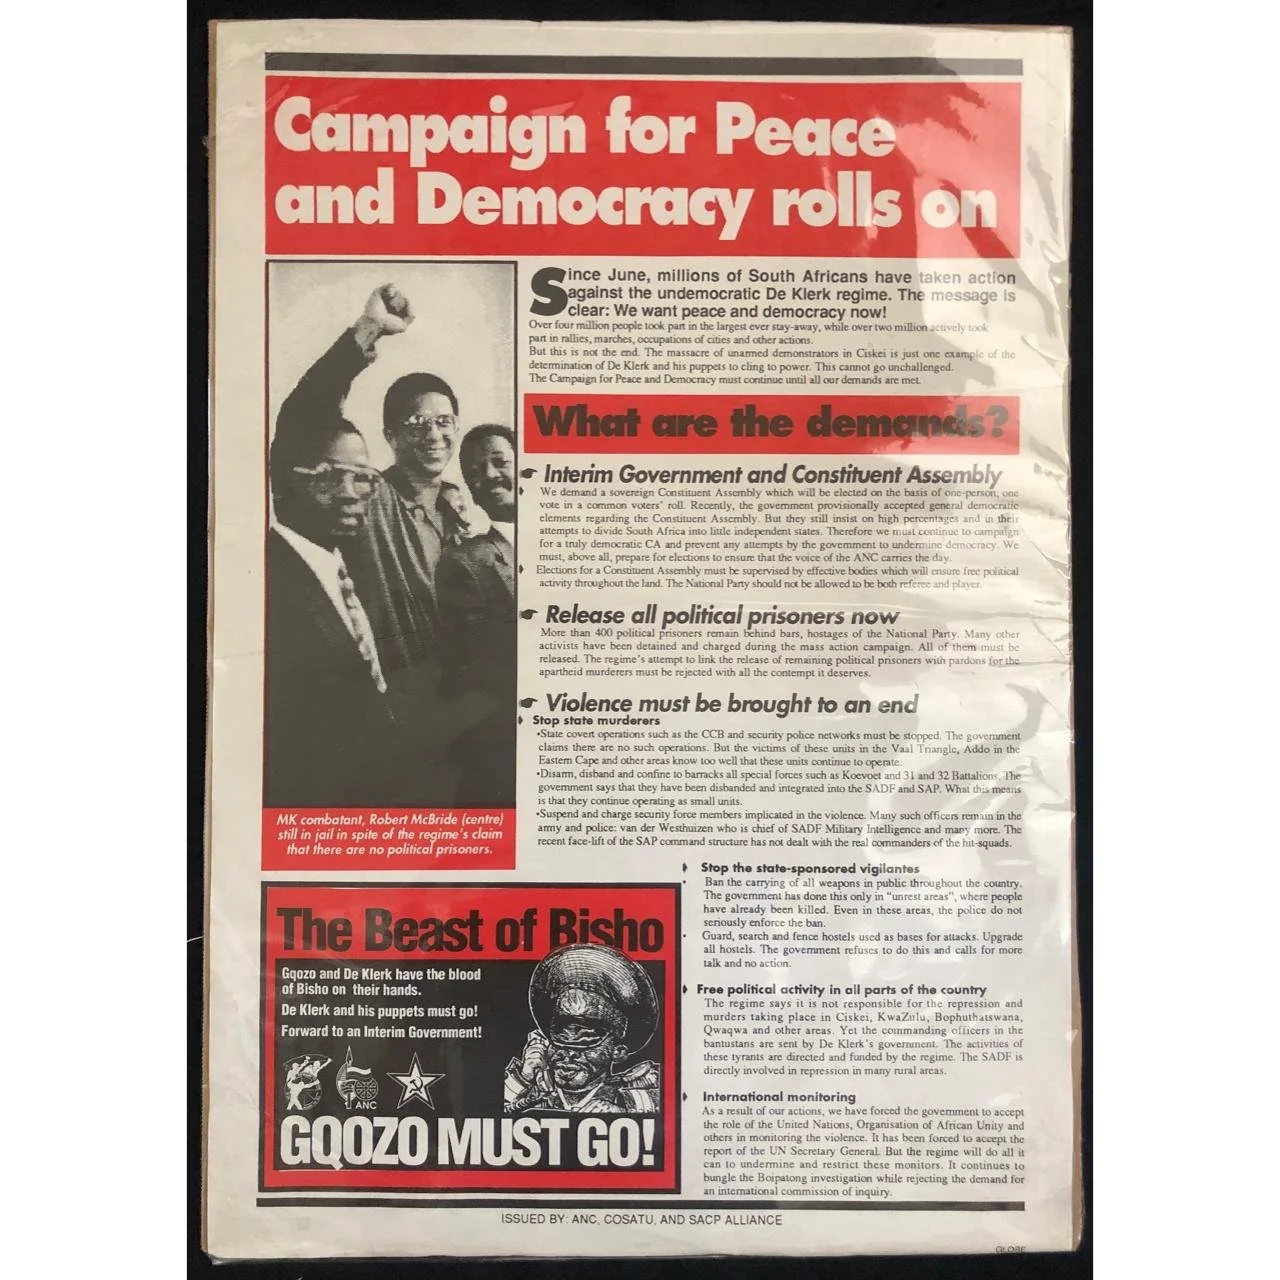 Campaign for Peace
and Democracy rolls on
Since June, millions of South Africans have taken action
against the undemocratic De Klerk regime. The message is
clear: We want peace and democracy now!
Over four million people took part in the largest ever stay-away, while over two million actively took
part in rallies, marches, occupations of cities and other actions.
But this is not the end. The massacre of unarmed demonstrators in Ciskei is just one example of the
determination of De Klerk and his puppets to cling to power. This cannot go unchallenged.
The Campaign for Peace and Democracy must continue until all our demands are met.
What are the demands?
Interim Government and Constituent Assembly
We demand a sovereign Constituent Assembly which will be elected on the basis of one-person, one
vote in a common voters' roll. Recently, the government provisionally accepted general democratic
elements regarding the Constituent Assembly. But they still insist on high percentages and in their
attempts to divide South Africa into little independent states. Therefore we must continue to campaign
for a truly democratic CA and prevent any attempts by the government to undermine democracy. We
must, above all, prepare for elections to ensure that the voice of the ANC carries the day.
Elections for a Constituent Assembly must be supervised by effective bodies which will ensure free political
activity throughout the land. The National Party should not be allowed to be both referee and player.
Release all political prisoners now
More than 400 political prisoners remain behind bars, hostages of the National Party. Many other
activists have been detained and charged during the mass action campaign. All of them must be
released. The regime's attempt to link the release of remaining political prisoners with pardons for the
apartheid murderers must be rejected with all the contempt it deserves.
Violence must be brought to an end
Stop state murderers
•State covert operations such as the CCB and security police networks must be stopped. The government
claims there are no such operations. But the victims of these units in the Vaal Triangle, Addo in the
Eastern Cape and other areas know too well that these units continue to operate.
•Disarm, disband and confine to barracks all special forces such as Koevoet and 31 and 32 Battalions. The
government says that they have been disbanded and integrated into the SADF and SAP. What this means
is that they continue operating as small units.
•Suspend and charge security force members implicated in the violence. Many such officers remain in the
army and police: van der Westhuizen who is chief of SADF Military Intelligence and many more. The
recent face-lift of the SAP command structure has not dealt with the real commanders of the hit-squads.
MK combatant, Robert McBride (centre)
still in jail in spite of the regime's claim
that there are no political prisoners.
Stop the state-sponsored vigilantes
• Ban the carrying of all weapons in public throughout the country.
The government has done this only in "unrest areas", where people
have already been killed. Even in these areas, the police do not
seriously enforce the ban.
• Guard, search and fence hostels used as bases for attacks. Upgrade
all hostels. The government refuses to do this and calls for more
talk and no action.
Free political activity in all parts of the country
The regime says it is not responsible for the repression and
murders taking place in Ciskei, KwaZulu, Bophuthatswana,
Qwaqwa and other areas. Yet the commanding officers in the
bantustans are sent by De Klerk's government. The activities of
these tyrants are directed and funded by the regime. The SADF is
directly involved in repression in many rural areas.
International monitoring
As a result of our actions, we have forced the government to accept
the role of the United Nations, Organisation of African Unity and
others in monitoring the violence. It has been forced to accept the
report of the UN Secretary General. But the regime will do all it
can to undermine and restrict these monitors. It continues to
bungle the Boipatong investigation while rejecting the demand for
an international commission of inquiry.
The Beast of Bisho
Gqozo and De Klerk have the blood
of Bisho on their hands.
De Klerk and his puppets must go!
Forward to an Interim Government!
ANC
GQOZO MUST GO!
ISSUED BY: ANC, COSATU, AND SACP ALLIANCE
GLOBE